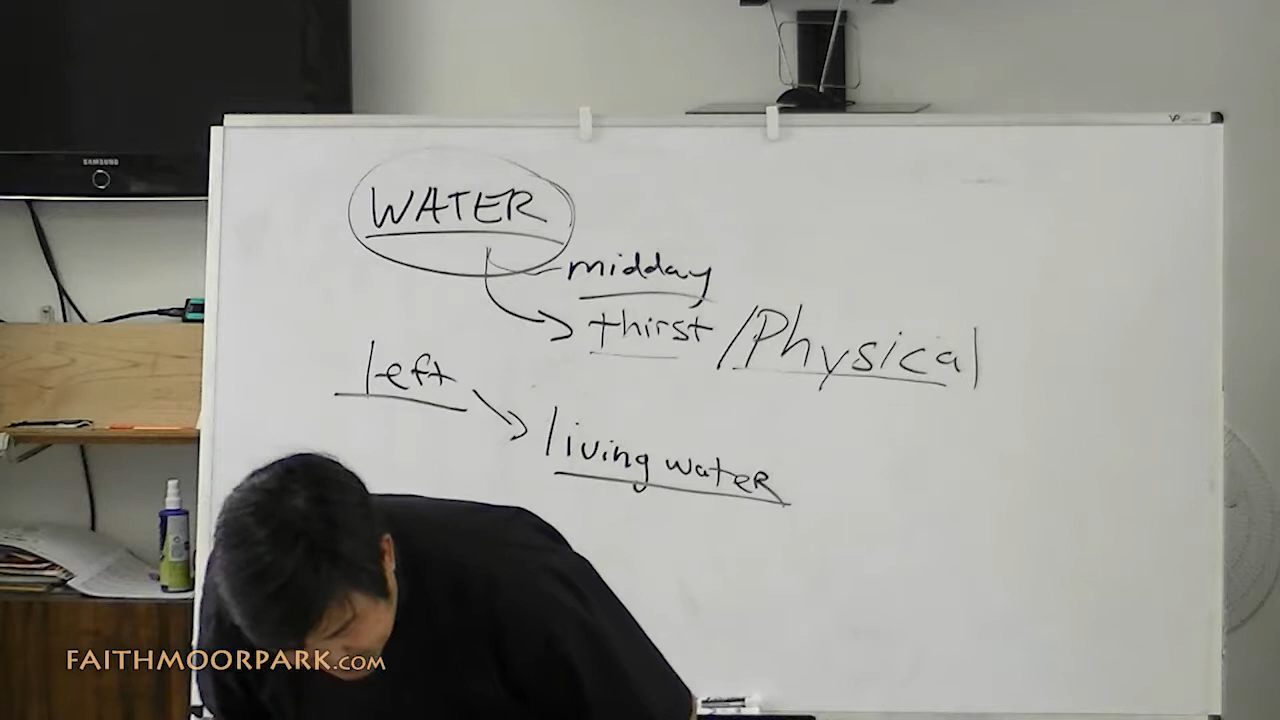 SAMSUNG
WATER
midday
thirst / Physical
left
living water
FAITHMOORPARK.COM